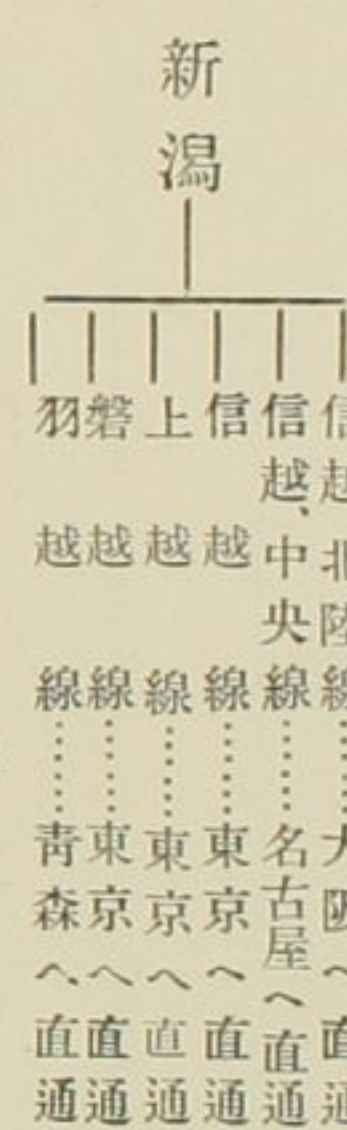 新潟
信越北陸線………大阪へ直通
信越、中央線………名古屋へ直通
信越線………東京へ直通
上越線………東京へ直通
磐越線………東京へ直通
羽越線………青森へ直通